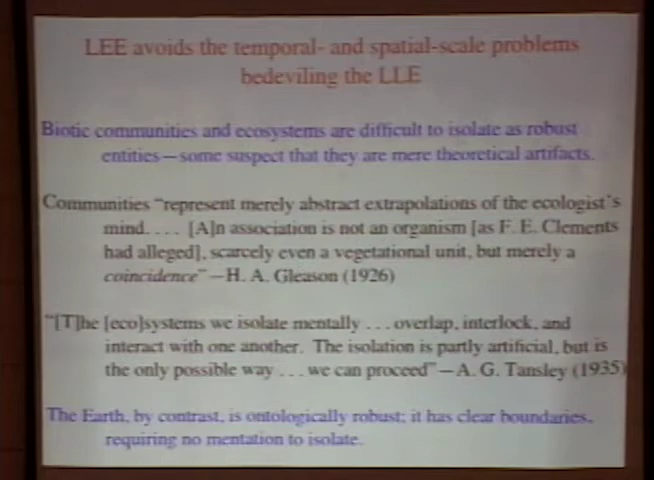 LEE avoids the temporal- and spatial-scale problems
bedeviling the LLE
Biotic communities and ecosystems are difficult to isolate as robust
entities—some suspect that they are mere theoretical artifacts.
Communities “represent merely abstract extrapolations of the ecologist’s
mind. . . . [A]n association is not an organism [as F. E. Clements
had alleged], scarcely even a vegetational unit, but merely a
coincidence” —H. A. Gleason (1926)
“[T]he [eco]systems we isolate mentally . . . overlap, interlock, and
interact with one another. The isolation is partly artificial, but is
the only possible way . . . we can proceed” —A. G. Tansley (1935)
The Earth, by contrast, is ontologically robust; it has clear boundaries,
requiring no mentation to isolate.